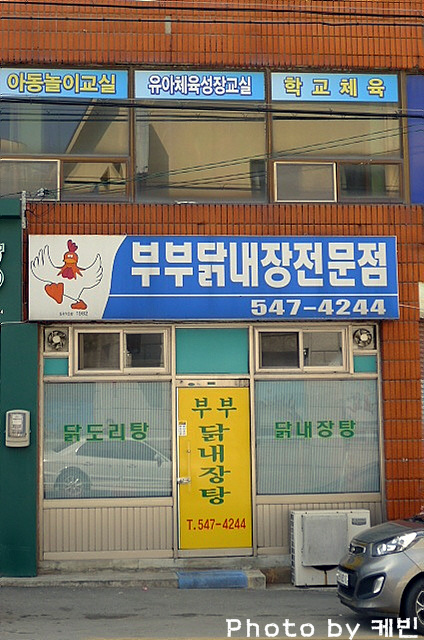 아동놀이교실
유아체육성장교실
학교체육
부부닭내장전문점
547-4244
닭도리탕
부부
닭내장탕
T.547-4244
닭내장탕
Photo by 케빈